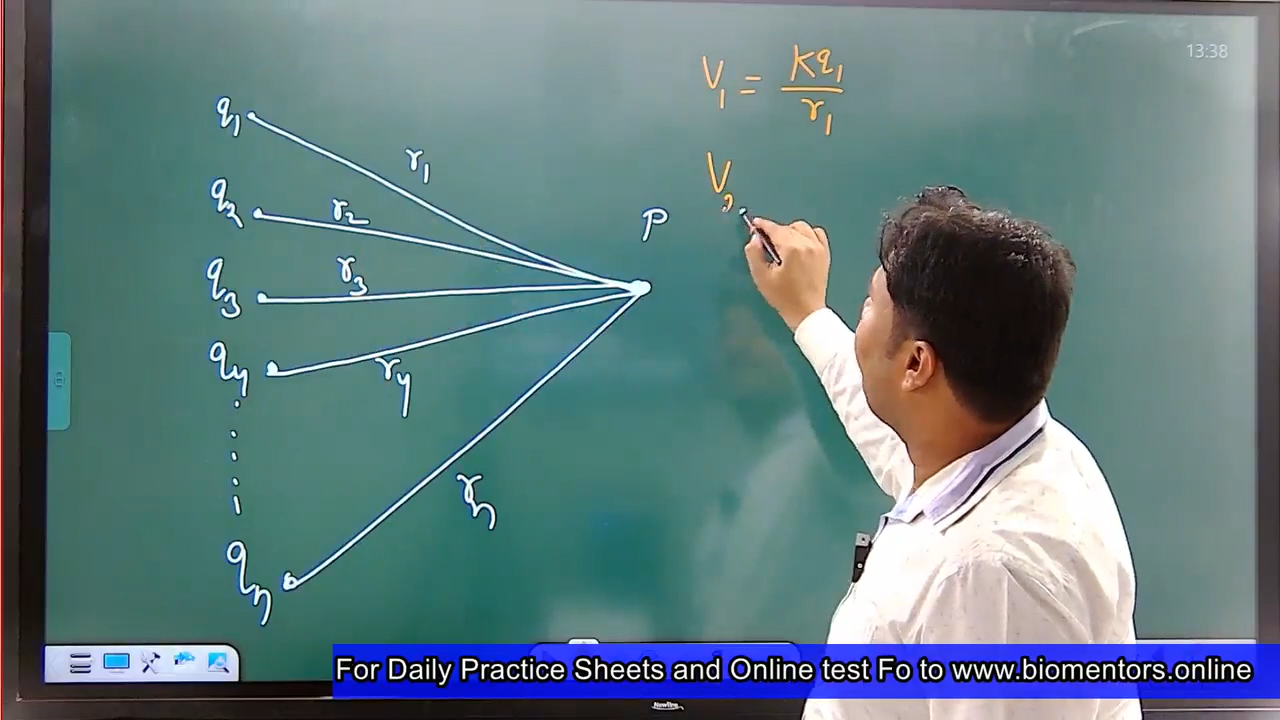 13:38
V₁ = Kq₁/r₁
q₁
r₁
V₂
q₂
r₂
P
q₃
r₃
q₄
r₄
rₙ
qₙ
For Daily Practice Sheets and Online test Fo to www.biomentors.online
Newline